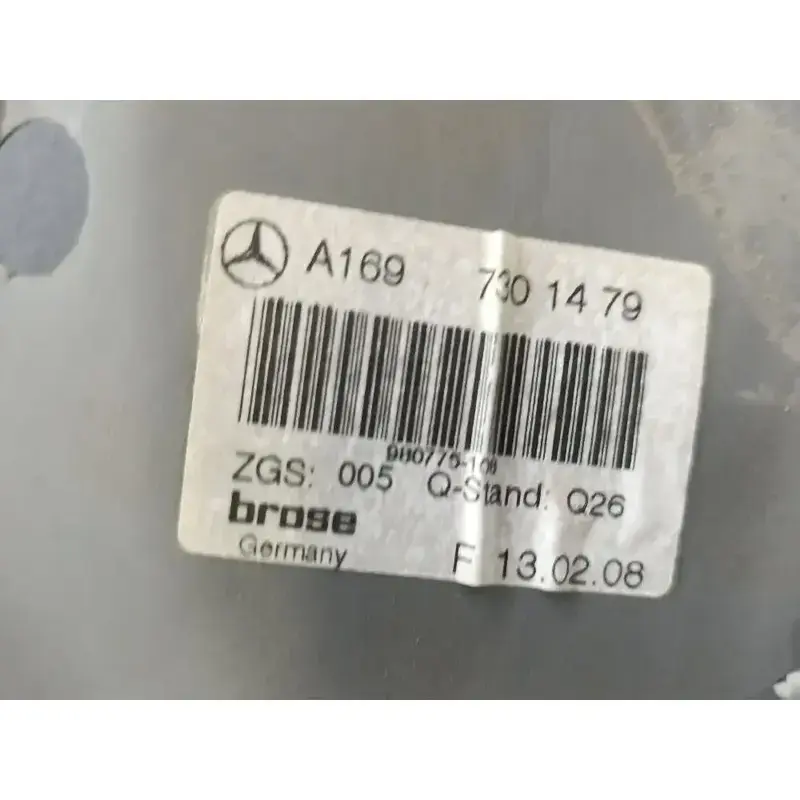 A169 730 14 79
980775-108
ZGS: 005 Q-Stand: Q26
brose
Germany F 13.02.08